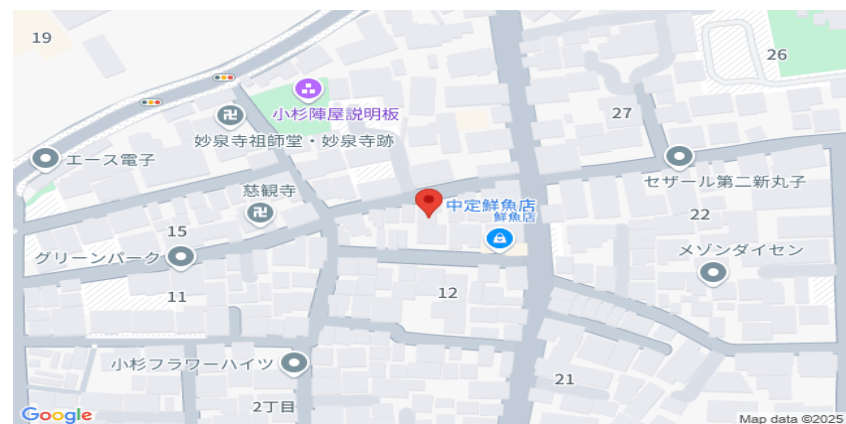 19
26
小杉陣屋説明板
27
妙泉寺祖師堂・妙泉寺跡
エース電子
セザール第二新丸子
慈観寺
中定鮮魚店
鮮魚店
22
15
グリーンパーク
メゾンダイセン
11
12
小杉フラワーハイツ
21
2丁目
Google
Map data ©2025